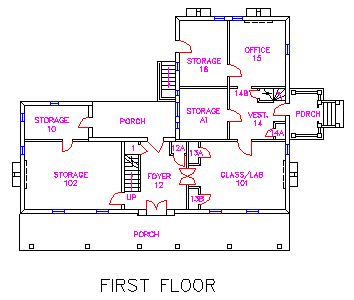 OFFICE
15
STORAGE
16
14B
STORAGE
A1
VEST.
14
PORCH
14A
STORAGE
10
PORCH
1
12A
13A
STORAGE
102
FOYER
12
CLASS/LAB
101
UP
13B
PORCH
FIRST FLOOR